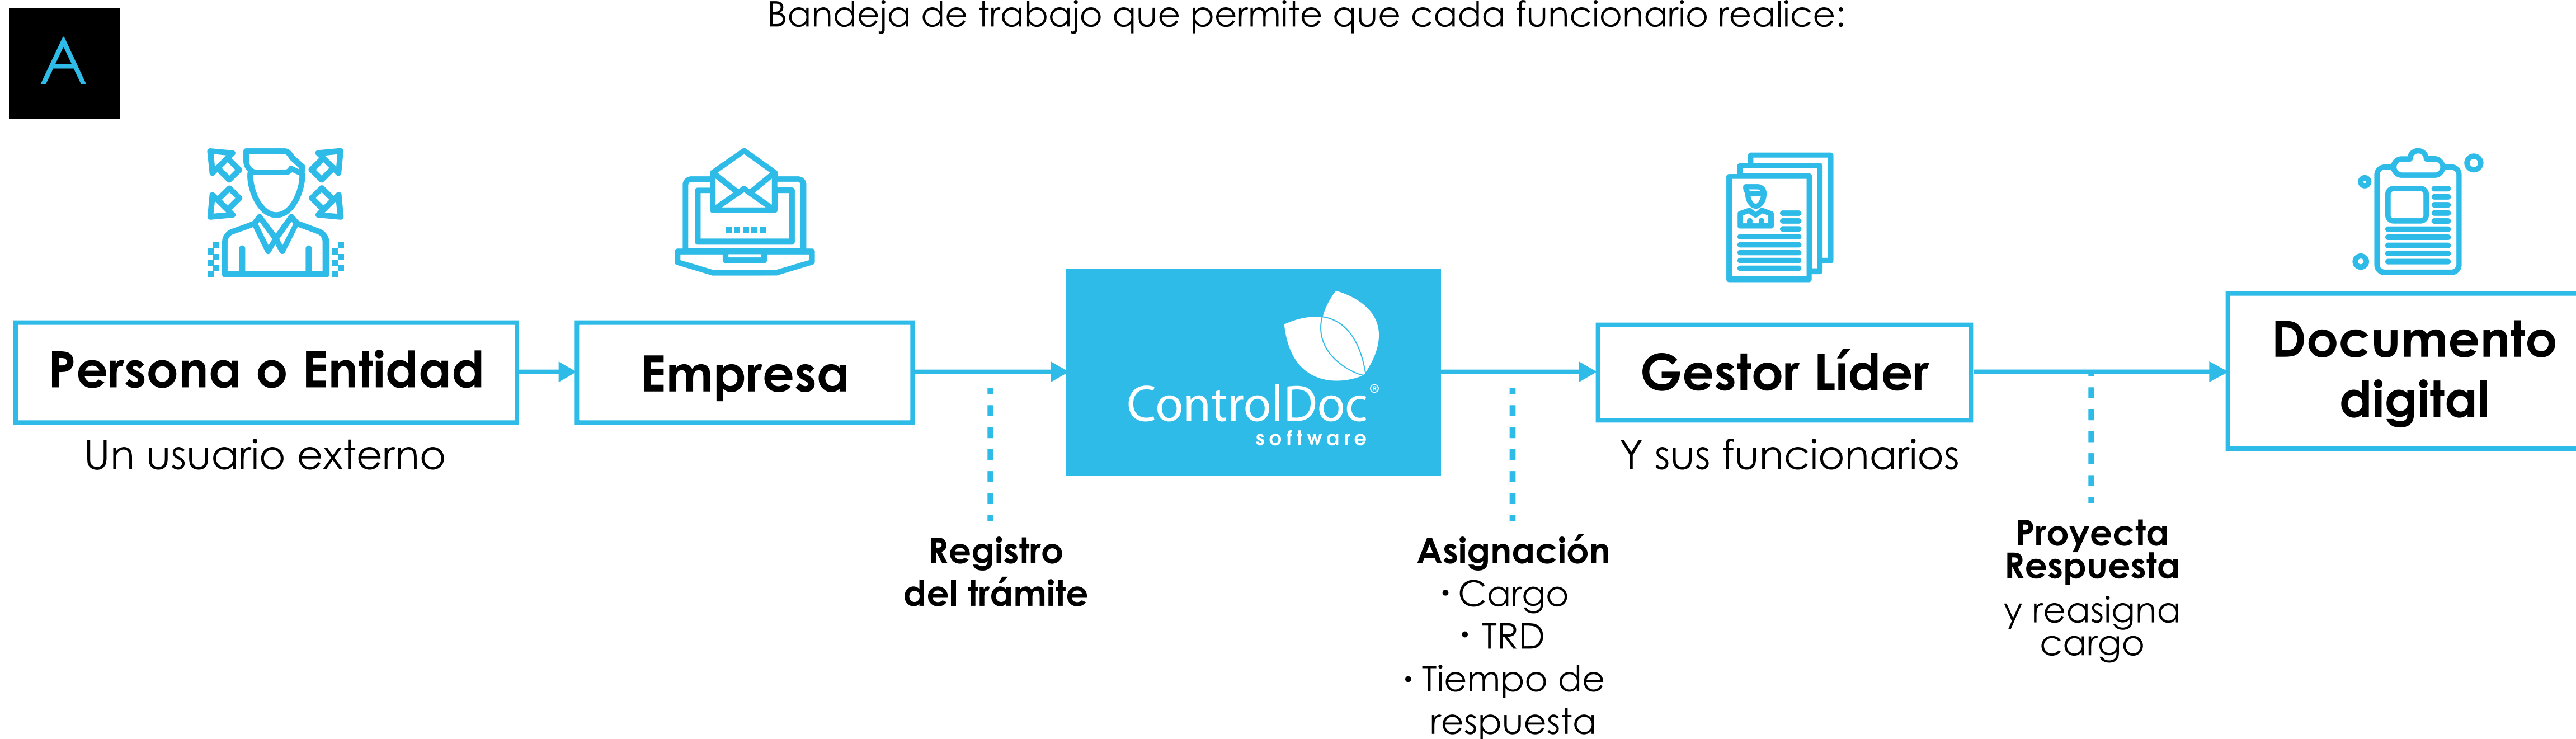 Bandeja de trabajo que permite que cada funcionario realice:
A
Persona o Entidad
Un usuario externo
Empresa
Registro
del trámite
ControlDoc®
software
Asignación
· Cargo
· TRD
· Tiempo de
respuesta
Gestor Líder
Y sus funcionarios
Proyecta
Respuesta
y reasigna
cargo
Documento
digital